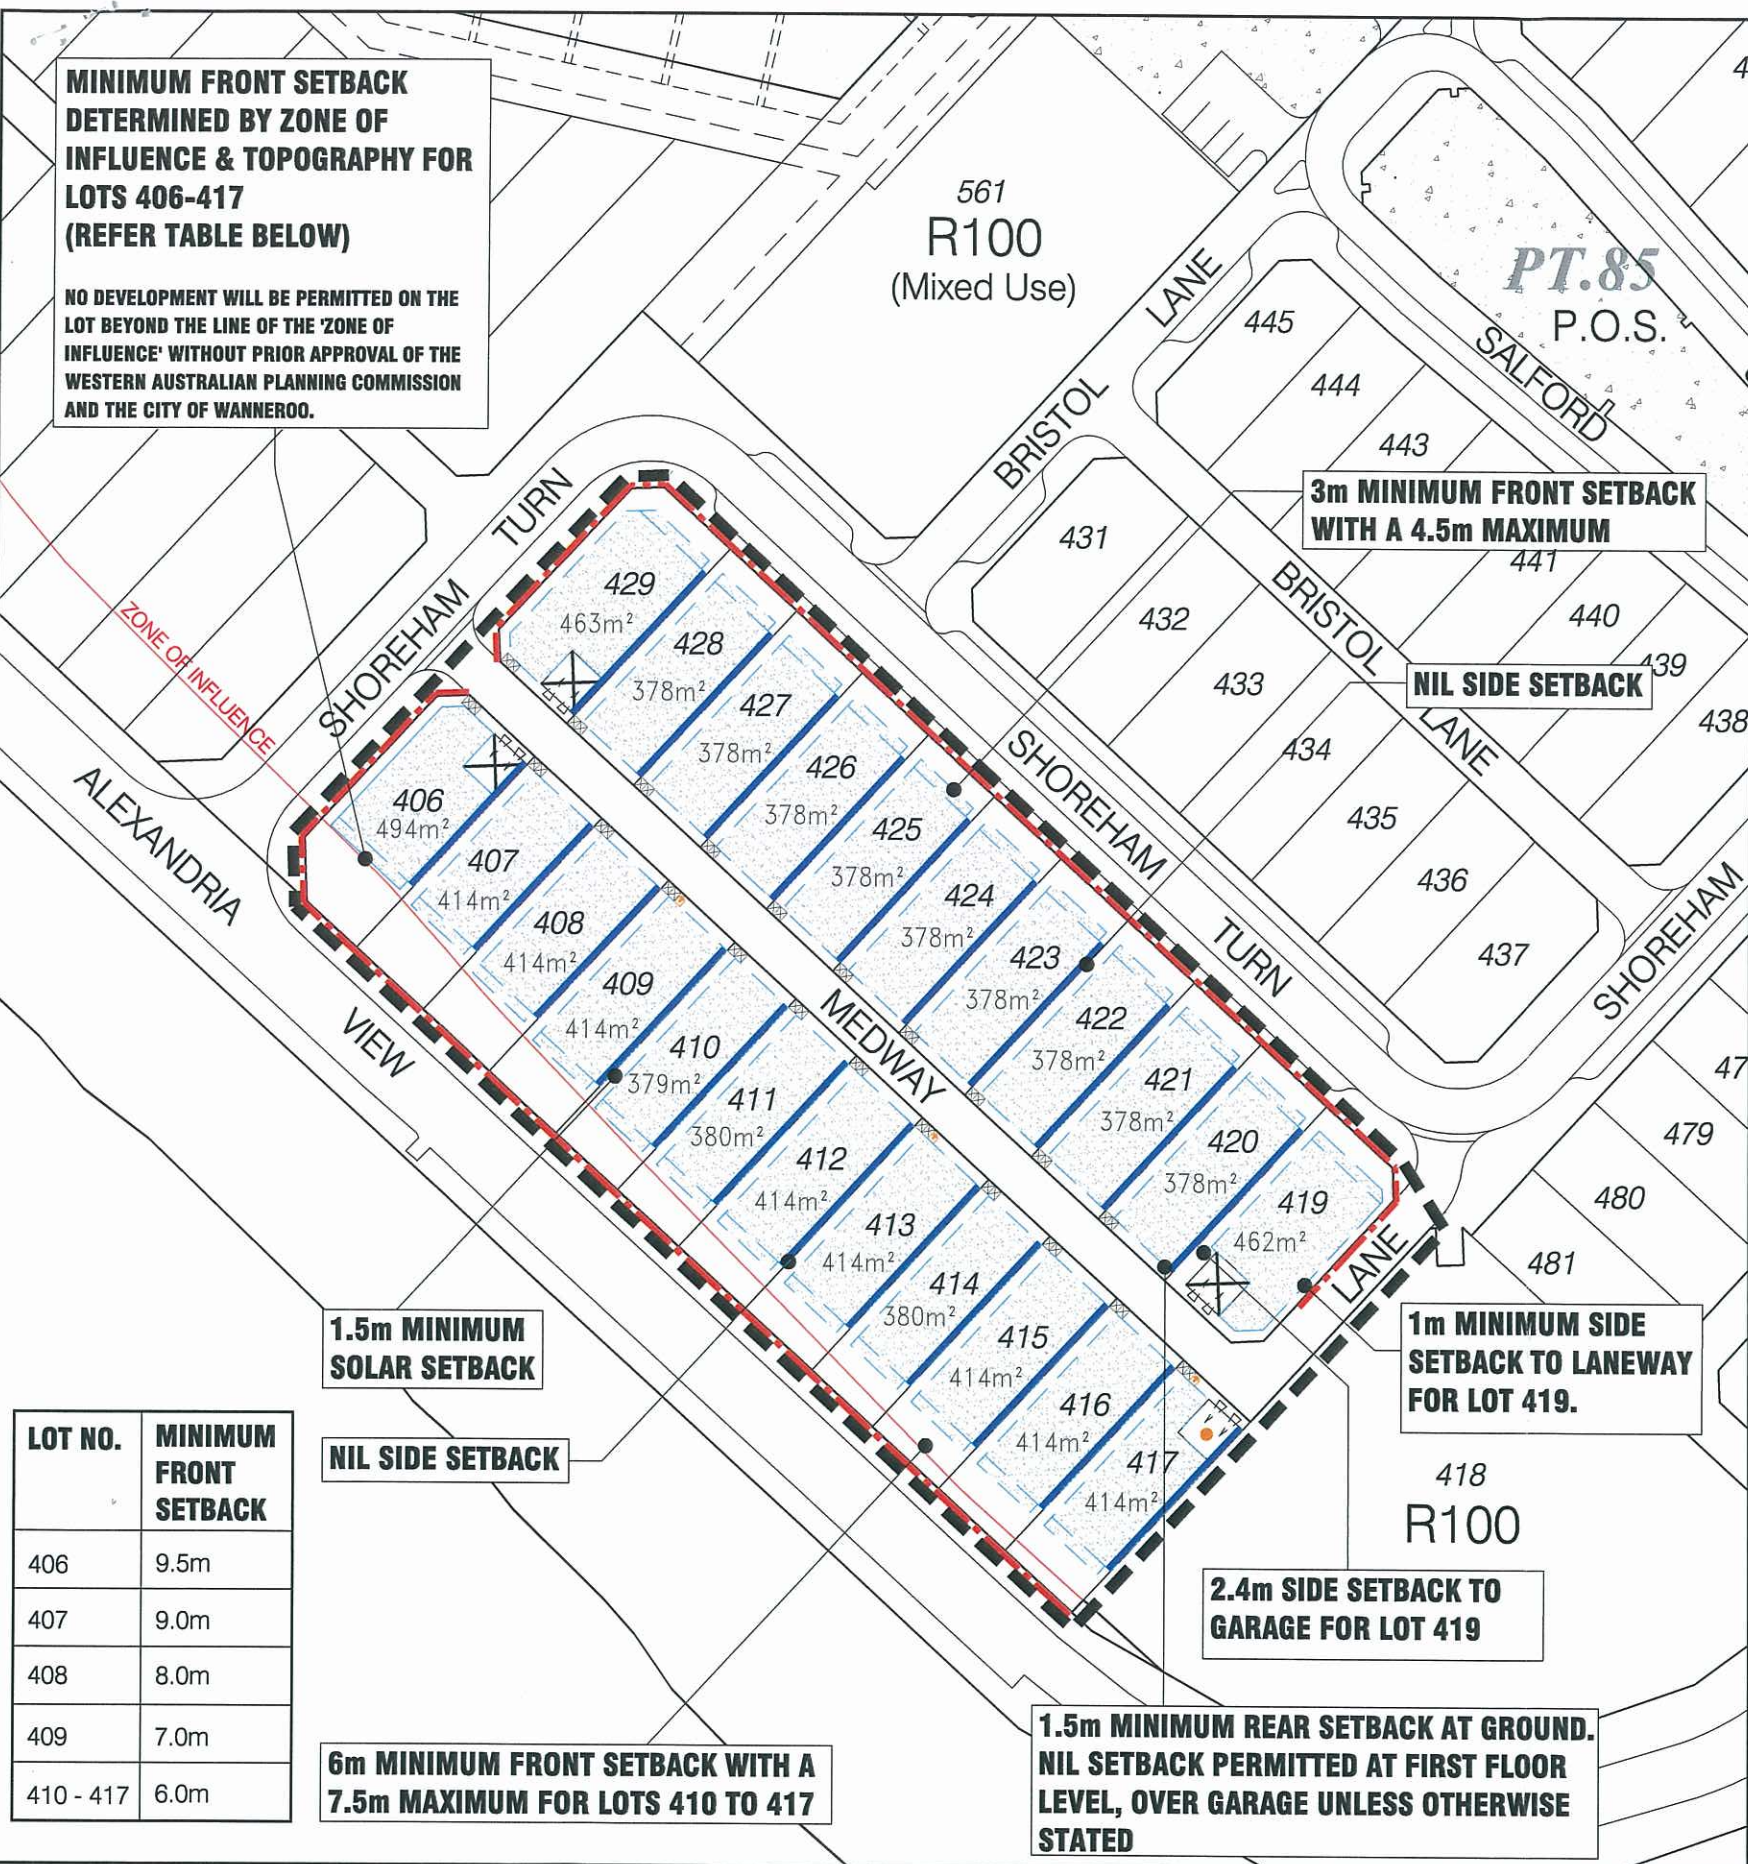 MINIMUM FRONT SETBACK
DETERMINED BY ZONE OF
INFLUENCE & TOPOGRAPHY FOR
LOTS 406-417
(REFER TABLE BELOW)
NO DEVELOPMENT WILL BE PERMITTED ON THE
LOT BEYOND THE LINE OF THE 'ZONE OF
INFLUENCE' WITHOUT PRIOR APPROVAL OF THE
WESTERN AUSTRALIAN PLANNING COMMISSION
AND THE CITY OF WANNEROO.
561
R100
(Mixed Use)
BRISTOL LANE
PT.85
P.O.S.
SALFORD
445
444
443
3m MINIMUM FRONT SETBACK
WITH A 4.5m MAXIMUM
441
440
439
438
NIL SIDE SETBACK
BRISTOL LANE
431
432
433
434
435
436
437
SHOREHAM TURN
ZONE OF INFLUENCE
ALEXANDRIA VIEW
SHOREHAM TURN
SHOREHAM
MEDWAY LANE
429
463m²
428
378m²
427
378m²
426
378m²
425
378m²
424
378m²
423
378m²
422
378m²
421
378m²
420
378m²
419
462m²
406
494m²
407
414m²
408
414m²
409
414m²
410
379m²
411
380m²
412
414m²
413
414m²
414
380m²
415
414m²
416
414m²
417
414m²
47
479
480
481
1.5m MINIMUM
SOLAR SETBACK
NIL SIDE SETBACK
1m MINIMUM SIDE
SETBACK TO LANEWAY
FOR LOT 419.
418
R100
2.4m SIDE SETBACK TO
GARAGE FOR LOT 419
LOT NO. MINIMUM
FRONT
SETBACK
406 9.5m
407 9.0m
408 8.0m
409 7.0m
410 - 417 6.0m
6m MINIMUM FRONT SETBACK WITH A
7.5m MAXIMUM FOR LOTS 410 TO 417
1.5m MINIMUM REAR SETBACK AT GROUND.
NIL SETBACK PERMITTED AT FIRST FLOOR
LEVEL, OVER GARAGE UNLESS OTHERWISE
STATED